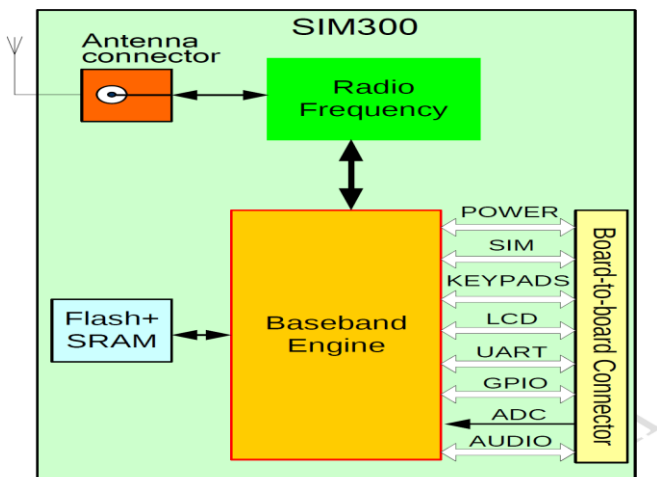 SIM300
Antenna
connector
Radio
Frequency
Flash+
SRAM
Baseband
Engine
POWER
SIM
KEYPADS
LCD
UART
GPIO
ADC
AUDIO
Board-to-board Connector